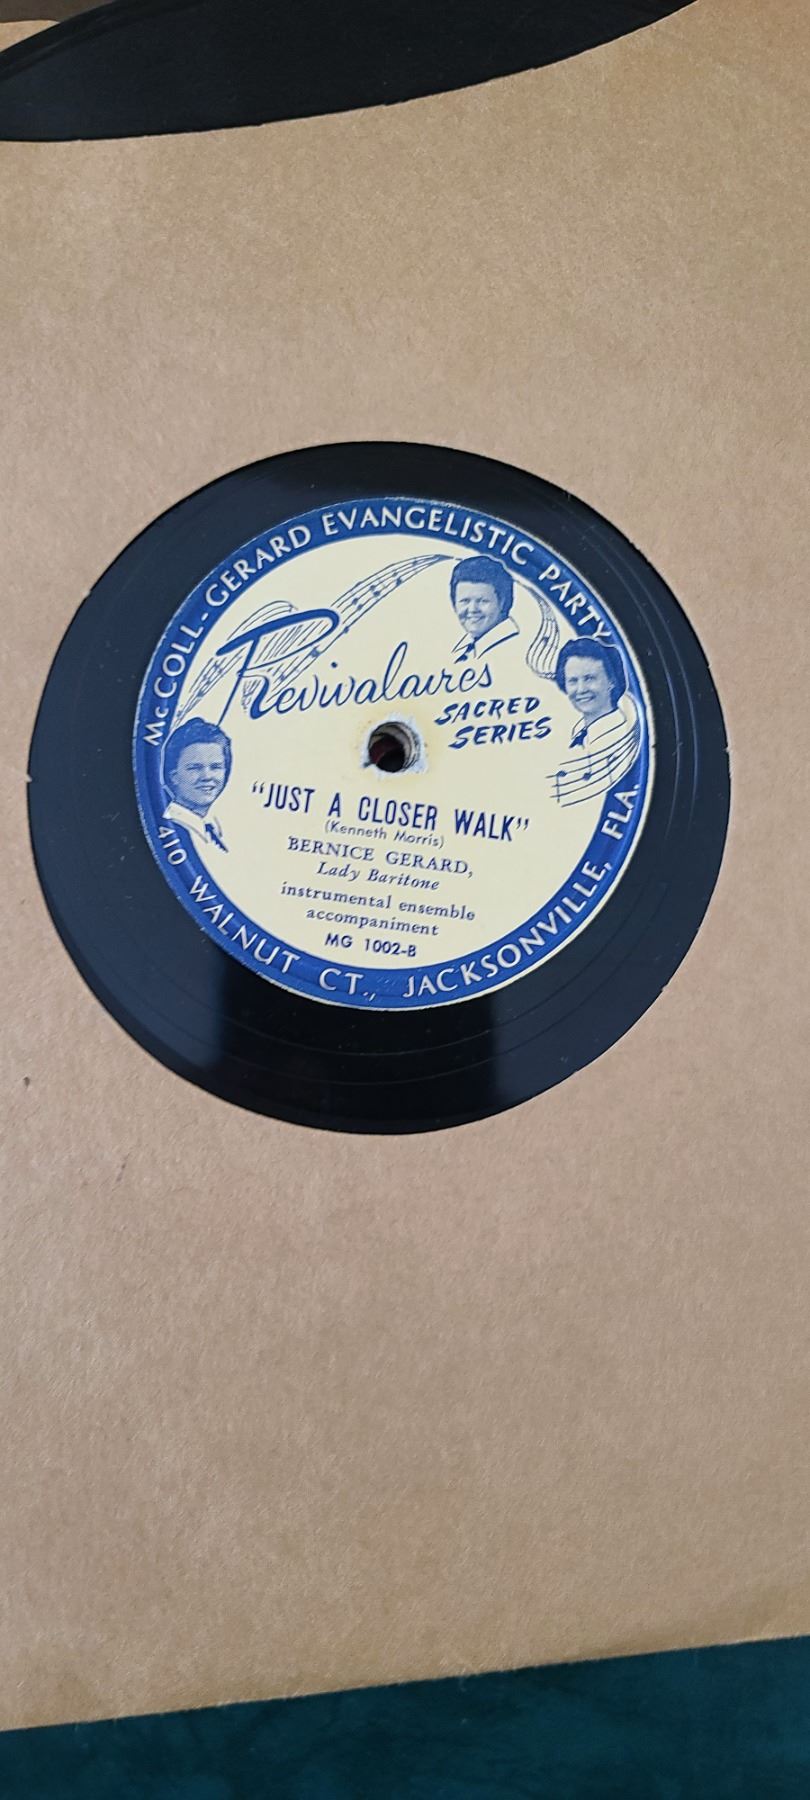 McCOLL-GERARD EVANGELISTIC PARTY
Revivalaires
SACRED
SERIES
"JUST A CLOSER WALK"
(Kenneth Morris)
BERNICE GERARD,
Lady Baritone
instrumental ensemble
accompaniment
MG 1002-B
410 WALNUT CT., JACKSONVILLE, FLA.